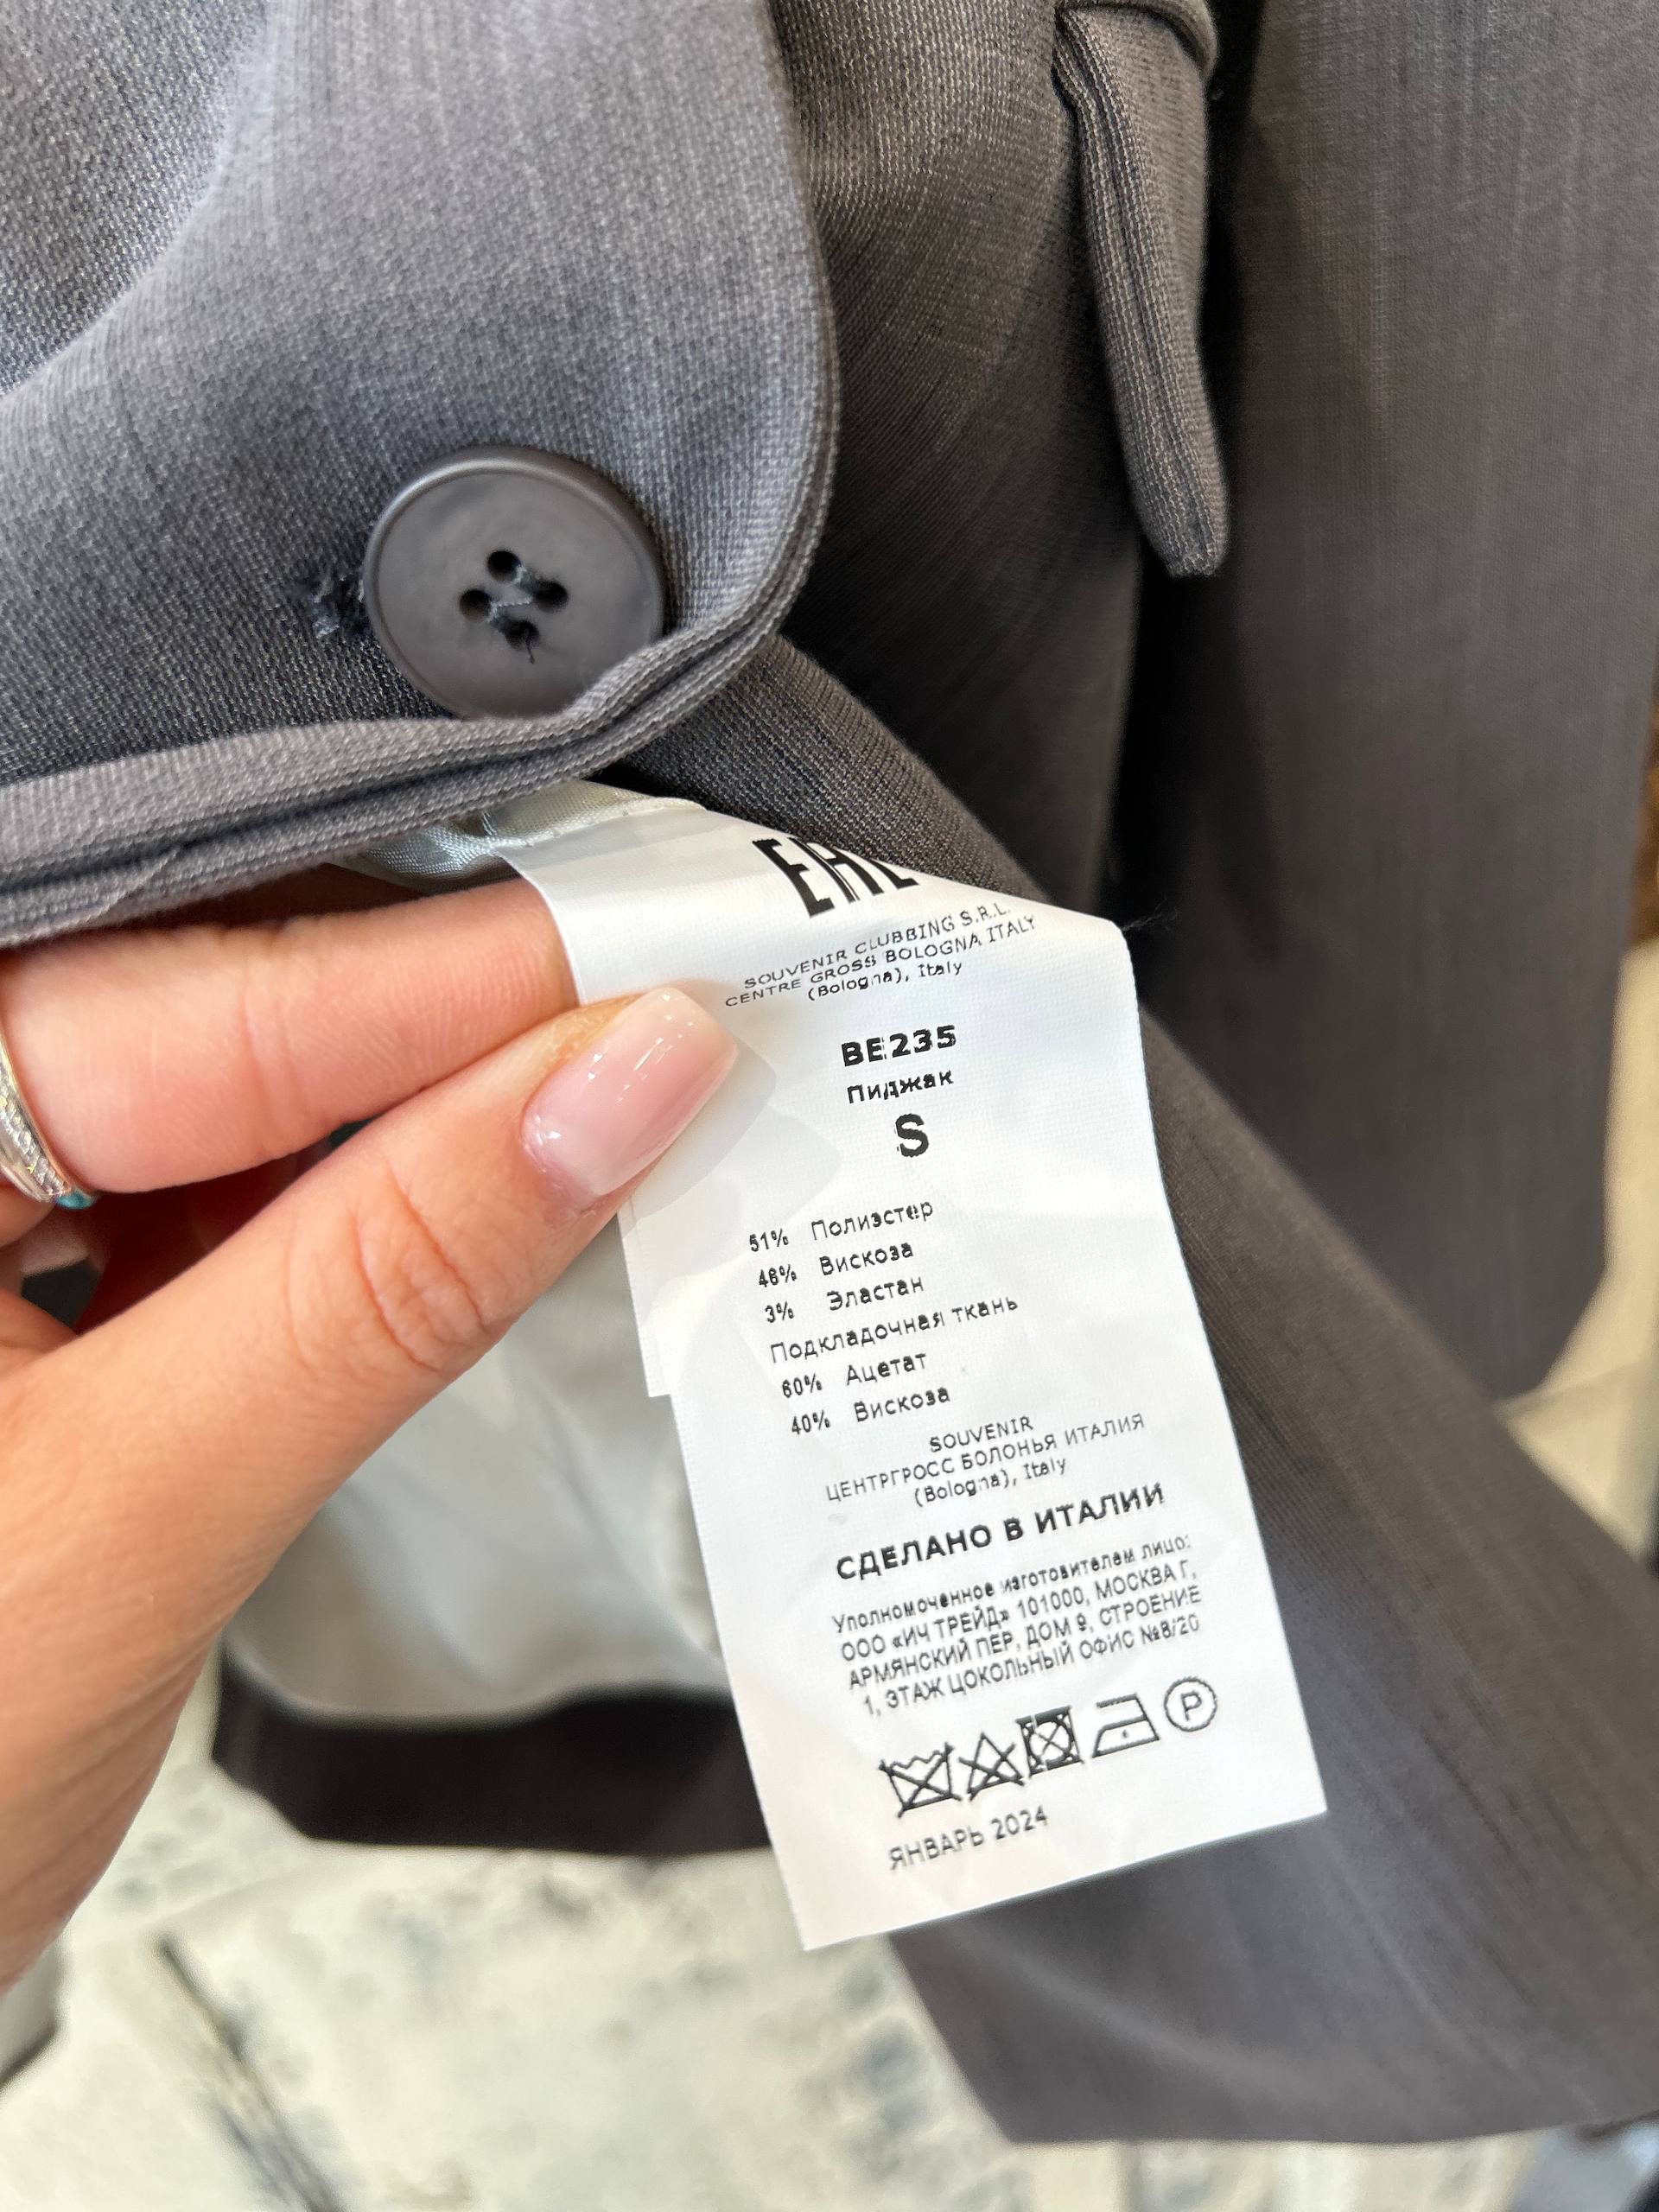 EAC
SOUVENIR CLUBBING S.R.L.
CENTRE GROSS BOLOGNA ITALY
(Bologna), Italy
BE235
Пиджак
S
51% Полиэстер
46% Вискоза
3% Эластан
Подкладочная ткань
60% Ацетат
40% Вискоза
SOUVENIR
ЦЕНТРГРОСС БОЛОНЬЯ ИТАЛИЯ
(Bologna), Italy
СДЕЛАНО В ИТАЛИИ
Уполномоченное изготовителем лицо:
ООО «ИЧ ТРЕЙД» 101000, МОСКВА Г,
АРМЯНСКИЙ ПЕР, ДОМ 9, СТРОЕНИЕ
1, ЭТАЖ ЦОКОЛЬНЫЙ ОФИС №8/20
P
ЯНВАРЬ 2024